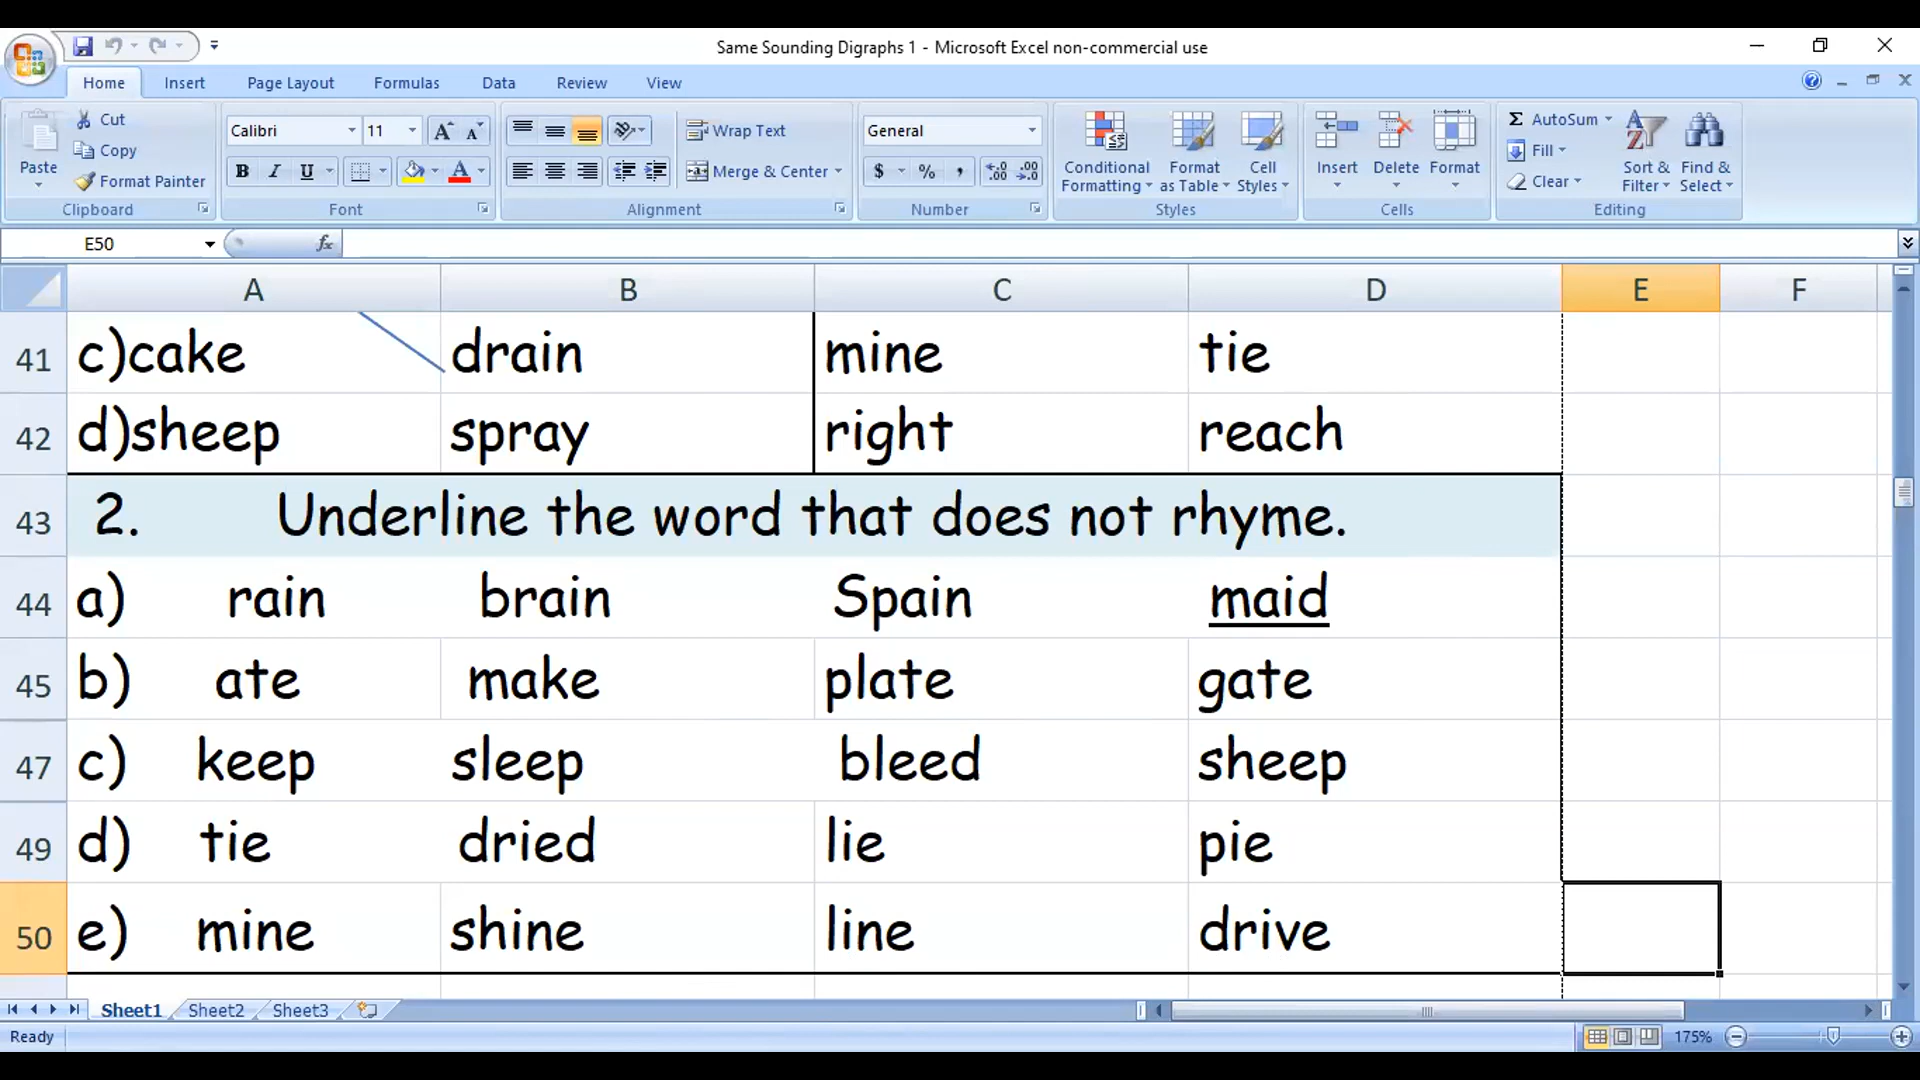 Same Sounding Digraphs 1 - Microsoft Excel non-commercial use
Home Insert Page Layout Formulas Data Review View
Paste Cut Copy Format Painter Clipboard
Calibri 11 B I U A Font
Wrap Text Merge & Center Alignment
General $ % , Number
Conditional Formatting Format as Table Cell Styles Styles
Insert Delete Format Cells
Σ AutoSum Fill Clear Sort & Filter Find & Select Editing
E50 fx
A B C D E F
41 c)cake drain mine tie
42 d)sheep spray right reach
43 2. Underline the word that does not rhyme.
44 a) rain brain Spain maid
45 b) ate make plate gate
47 c) keep sleep bleed sheep
49 d) tie dried lie pie
50 e) mine shine line drive
Sheet1 Sheet2 Sheet3
Ready 175%